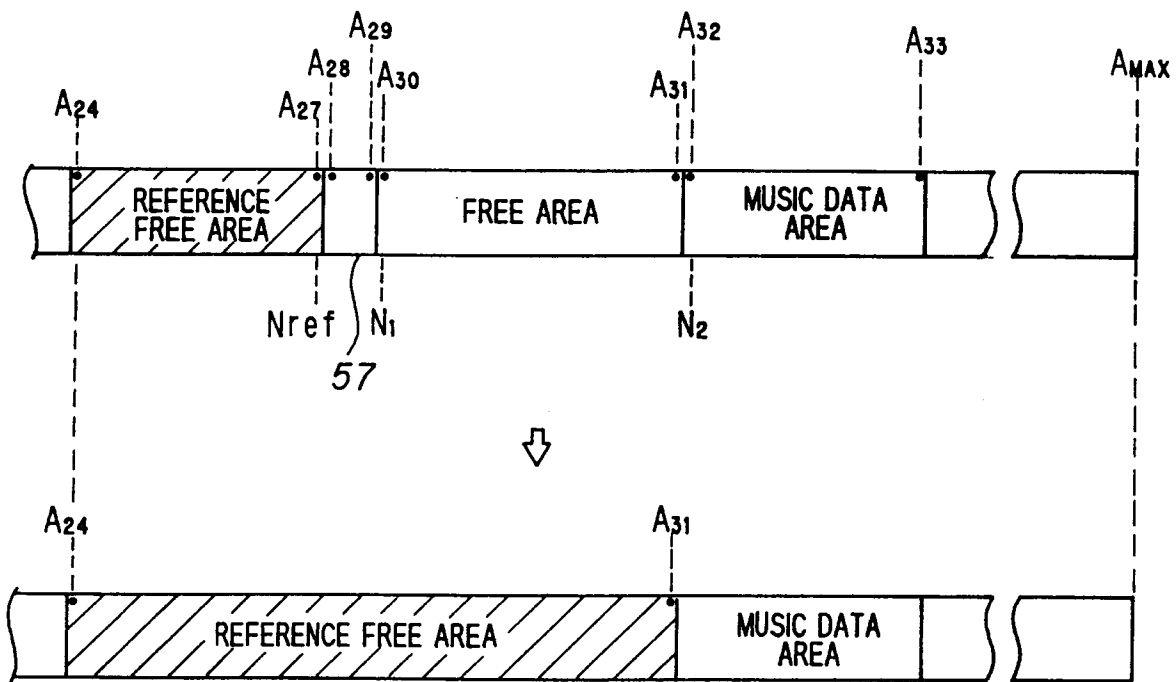 A29 A32 A33
A28 A30 A31 AMAX
A24 A27
REFERENCE FREE AREA MUSIC DATA
FREE AREA AREA
Nref N1 N2
57
A24 A31
REFERENCE FREE AREA MUSIC DATA
AREA